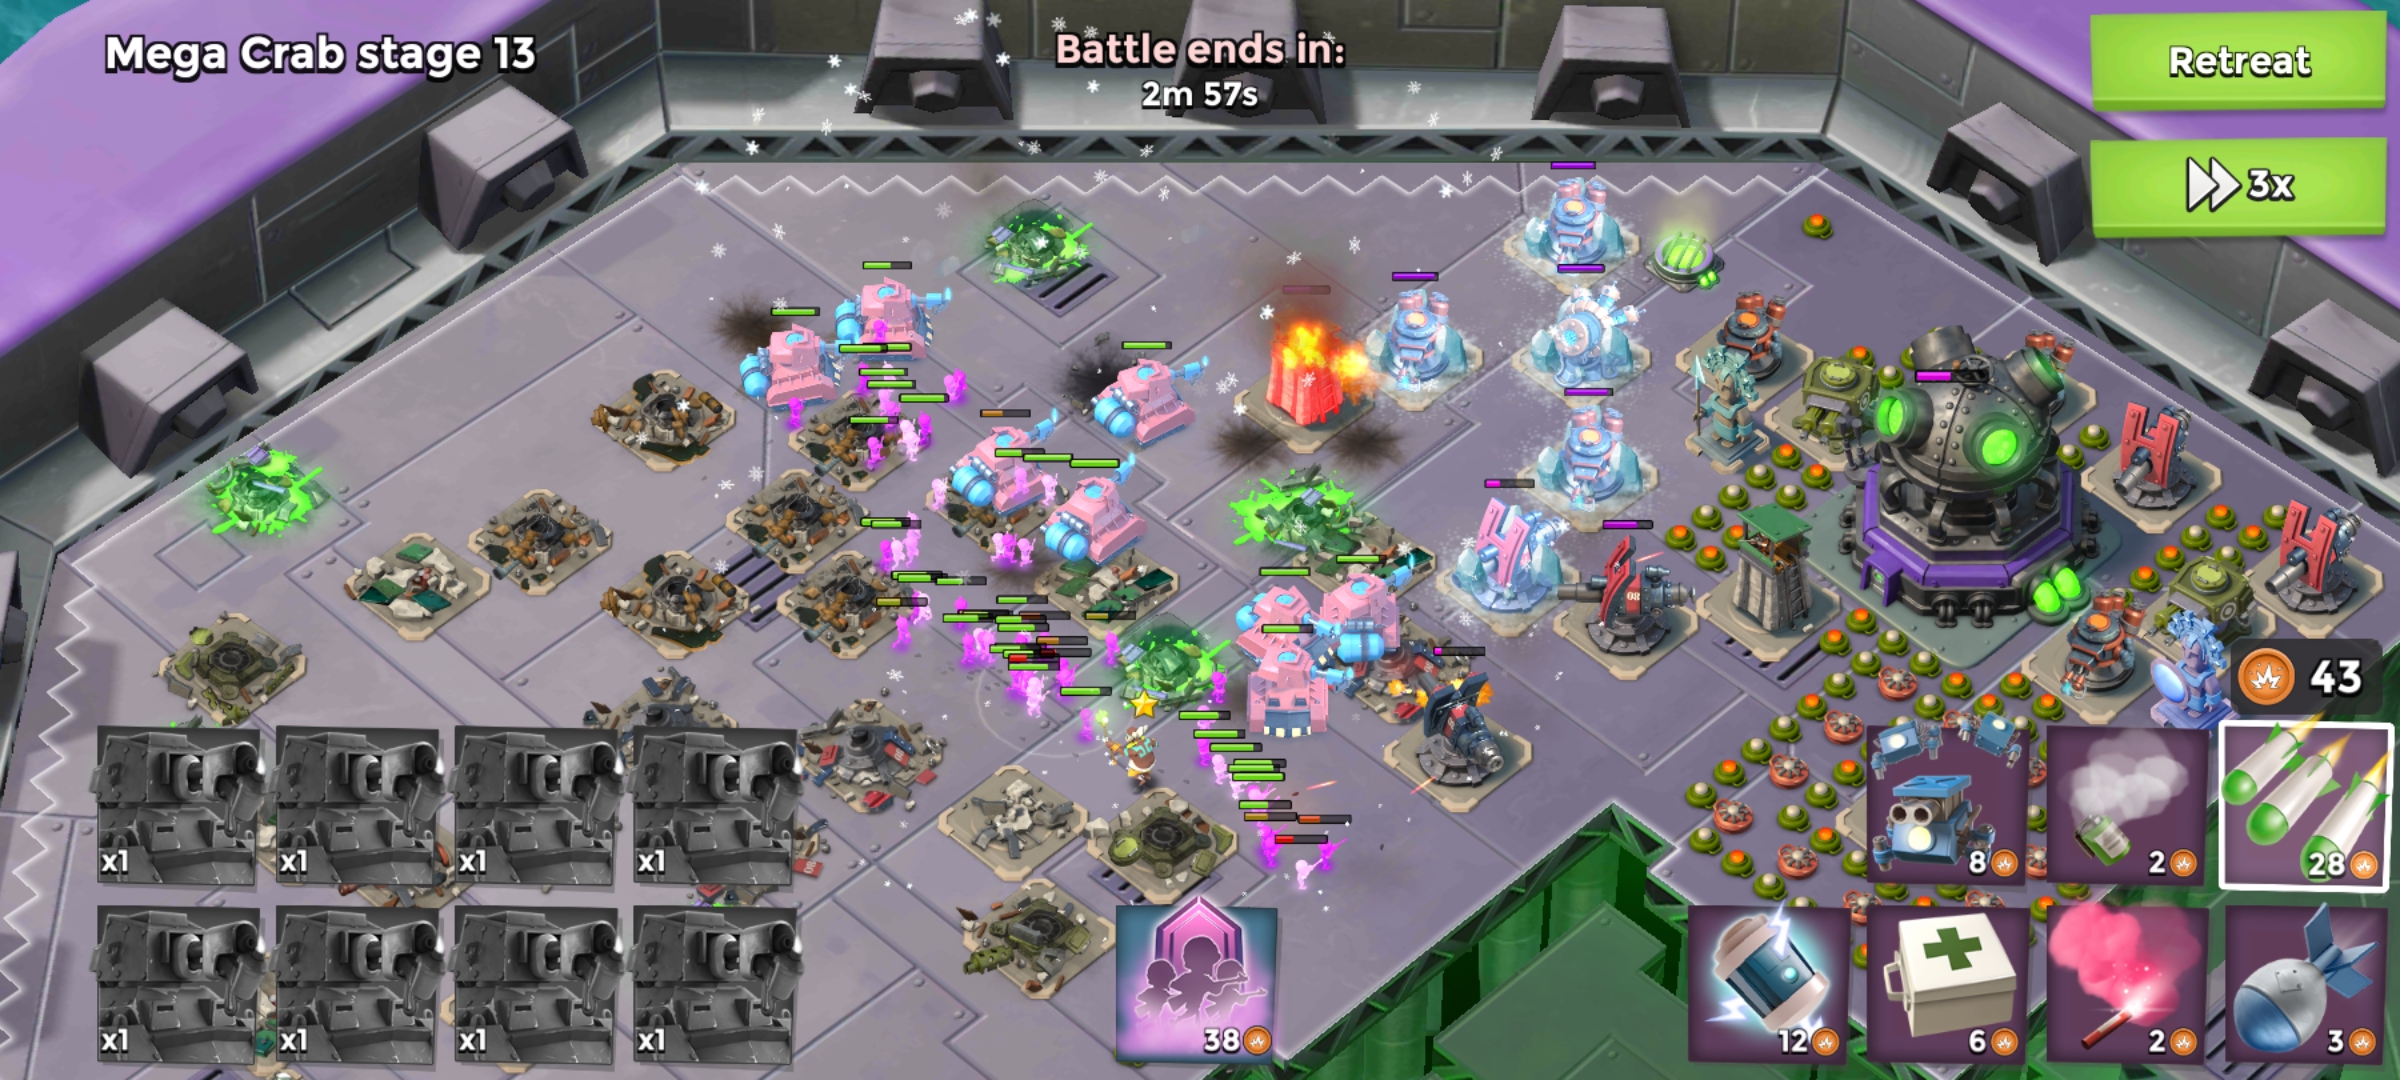 Mega Crab stage 13
Battle ends in:
2m 57s
Retreat
3x
08
43
x1
x1
x1
x1
8
2
28
x1
x1
x1
x1
38
12
6
2
3